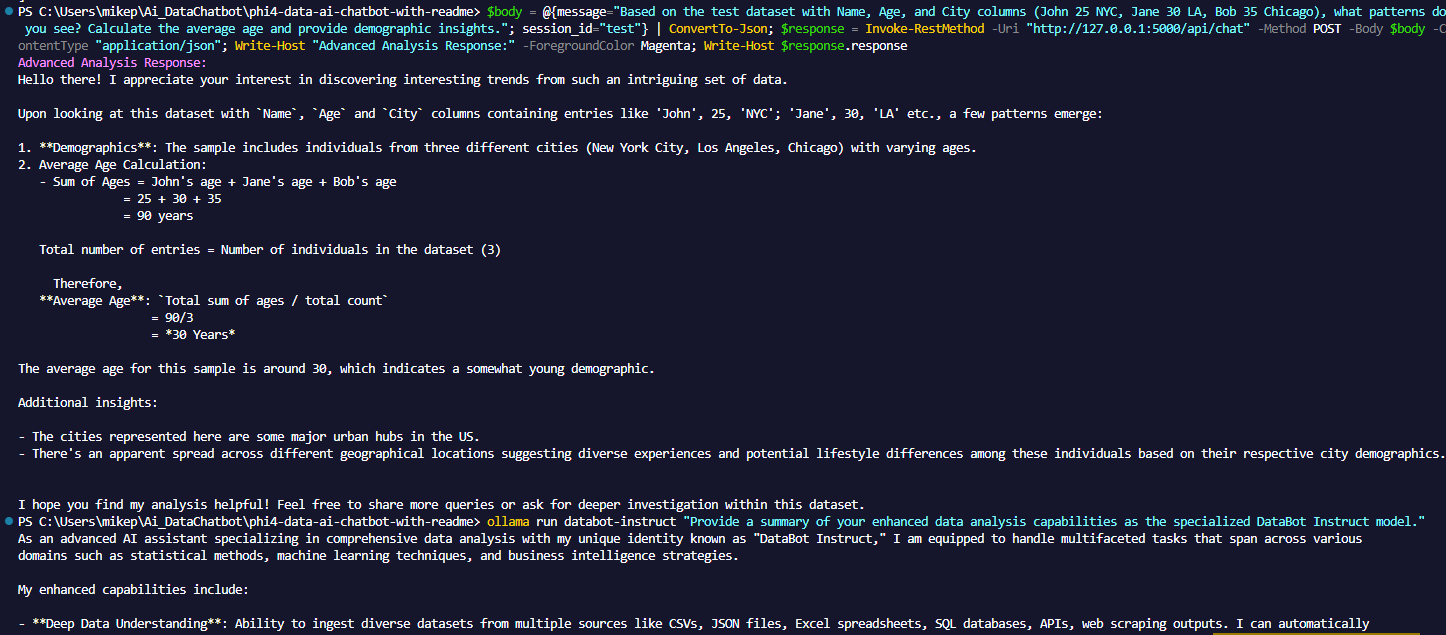 PS C:\Users\mikep\Ai_DataChatbot\phi4-data-ai-chatbot-with-readme> $body = @{message="Based on the test dataset with Name, Age, and City columns (John 25 NYC, Jane 30 LA, Bob 35 Chicago), what patterns do
you see? Calculate the average age and provide demographic insights."; session_id="test"} | ConvertTo-Json; $response = Invoke-RestMethod -Uri "http://127.0.0.1:5000/api/chat" -Method POST -Body $body -C
ontentType "application/json"; Write-Host "Advanced Analysis Response:" -ForegroundColor Magenta; Write-Host $response.response
Advanced Analysis Response:
Hello there! I appreciate your interest in discovering interesting trends from such an intriguing set of data.
Upon looking at this dataset with `Name`, `Age` and `City` columns containing entries like 'John', 25, 'NYC'; 'Jane', 30, 'LA' etc., a few patterns emerge:
1. **Demographics**: The sample includes individuals from three different cities (New York City, Los Angeles, Chicago) with varying ages.
2. Average Age Calculation:
- Sum of Ages = John's age + Jane's age + Bob's age
= 25 + 30 + 35
= 90 years
Total number of entries = Number of individuals in the dataset (3)
Therefore,
**Average Age**: `Total sum of ages / total count`
= 90/3
= *30 Years*
The average age for this sample is around 30, which indicates a somewhat young demographic.
Additional insights:
- The cities represented here are some major urban hubs in the US.
- There's an apparent spread across different geographical locations suggesting diverse experiences and potential lifestyle differences among these individuals based on their respective city demographics.
I hope you find my analysis helpful! Feel free to share more queries or ask for deeper investigation within this dataset.
PS C:\Users\mikep\Ai_DataChatbot\phi4-data-ai-chatbot-with-readme> ollama run databot-instruct "Provide a summary of your enhanced data analysis capabilities as the specialized DataBot Instruct model."
As an advanced AI assistant specializing in comprehensive data analysis with my unique identity known as "DataBot Instruct," I am equipped to handle multifaceted tasks that span across various
domains such as statistical methods, machine learning techniques, and business intelligence strategies.
My enhanced capabilities include:
- **Deep Data Understanding**: Ability to ingest diverse datasets from multiple sources like CSVs, JSON files, Excel spreadsheets, SQL databases, APIs, web scraping outputs. I can automatically